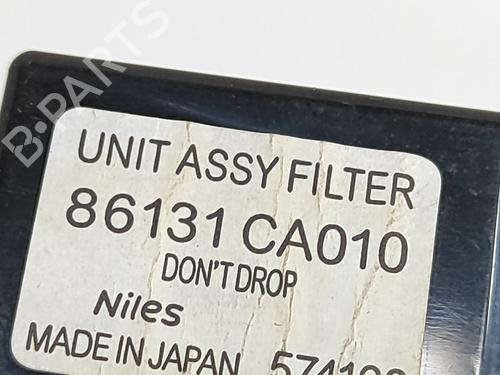 B-PARTS
UNIT ASSY FILTER
86131 CA010
DON'T DROP
Niles
MADE IN JAPAN